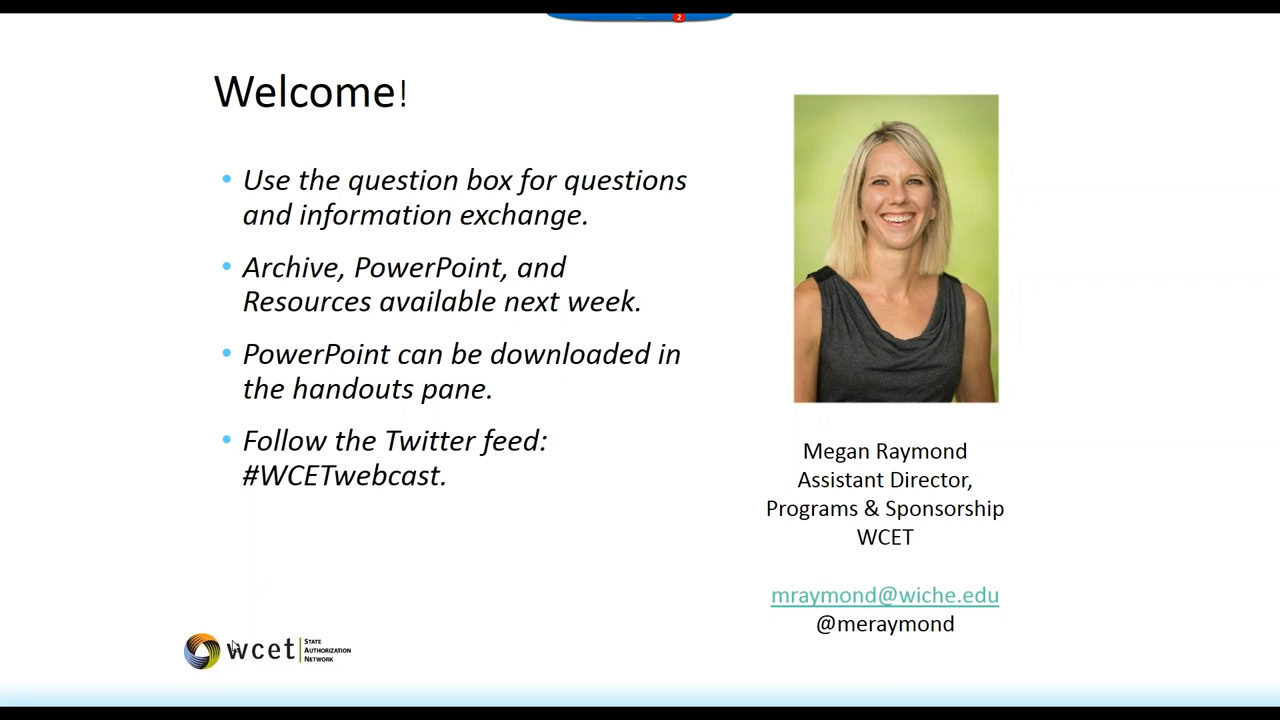 2
Welcome!
Use the question box for questions
and information exchange.
Archive, PowerPoint, and
Resources available next week.
PowerPoint can be downloaded in
the handouts pane.
Follow the Twitter feed:
#WCETwebcast.
Megan Raymond
Assistant Director,
Programs & Sponsorship
WCET
mraymond@wiche.edu
@meraymond
wcet
STATE
AUTHORIZATION
NETWORK